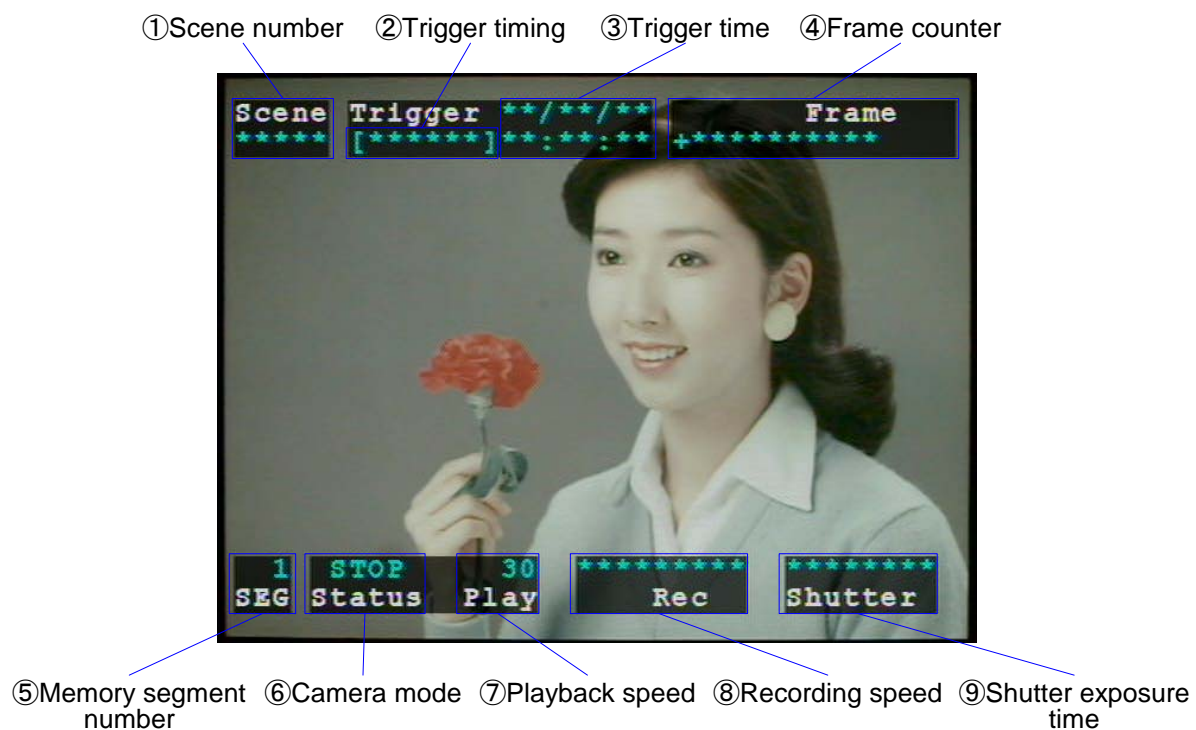 ①Scene number ②Trigger timing ③Trigger time ④Frame counter
Scene Trigger **/**/** Frame
***** [******]**:**:** +**********
1 STOP 30 ********* ********
SEG Status Play Rec Shutter
⑤Memory segment number ⑥Camera mode ⑦Playback speed ⑧Recording speed ⑨Shutter exposure time